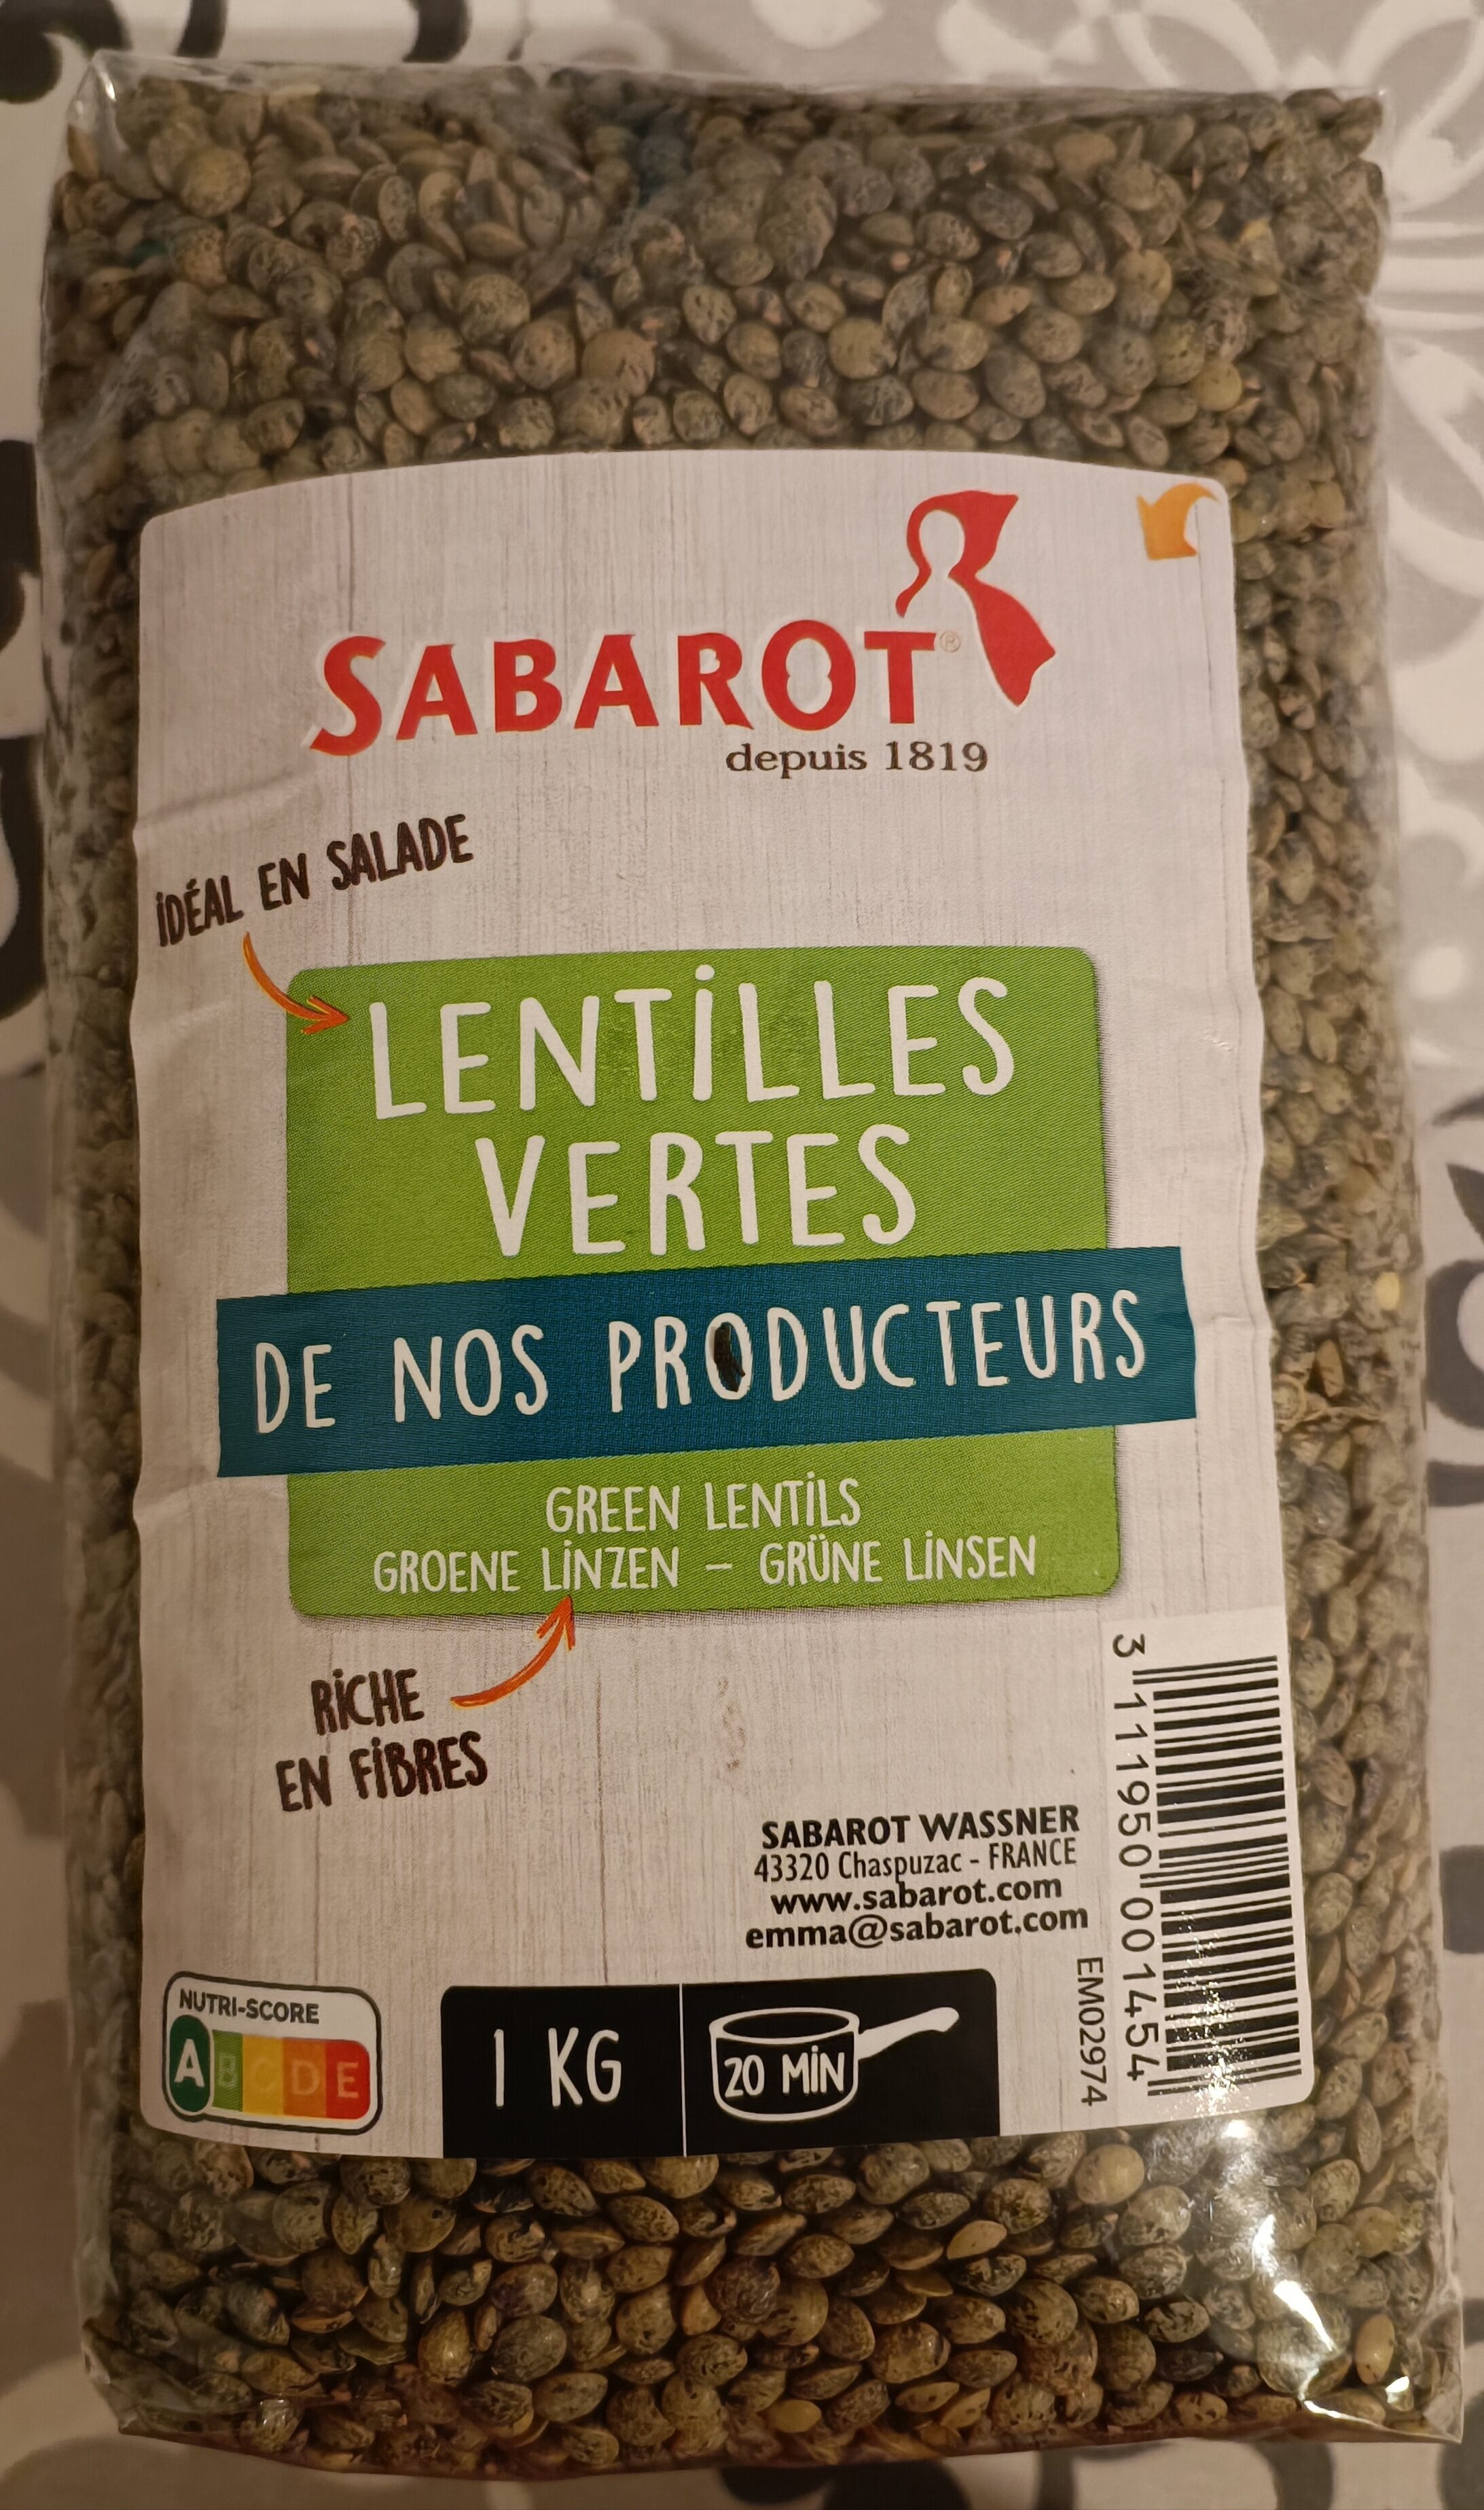 SABAROT®
depuis 1819
IDÉAL EN SALADE
LENTILLES
VERTES
DE NOS PRODUCTEURS
GREEN LENTILS
GROENE LINZEN – GRÜNE LINSEN
RICHE
EN FIBRES
SABAROT WASSNER
43320 Chaspuzac - FRANCE
www.sabarot.com
emma@sabarot.com
3 111950 001454
EM02974
NUTRI-SCORE
A B C D E
1 KG
20 MIN